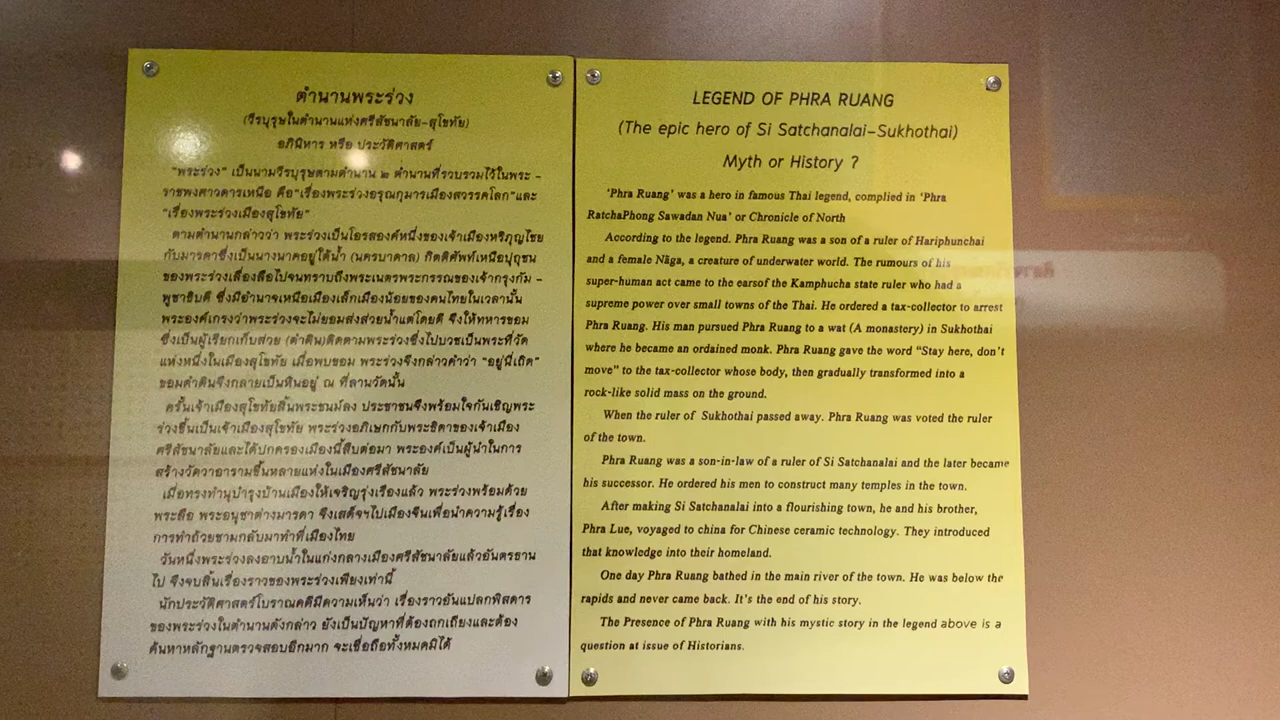 ตำนานพระร่วง
(วีรบุรุษในตำนานแห่งศรีสัชนาลัย-สุโขทัย)
อภินิหาร หรือ ประวัติศาสตร์
"พระร่วง" เป็นนามวีรบุรุษตามตำนาน ๒ ตำนานที่รวบรวมไว้ในพระ -
ราชพงศาวดารเหนือ คือ"เรื่องพระร่วงอรุณกุมารเมืองสวรรคโลก"และ
"เรื่องพระร่วงเมืองสุโขทัย"
ตามตำนานกล่าวว่า พระร่วงเป็นโอรสองค์หนึ่งของเจ้าเมืองหริภุญไชย
กับมารดาซึ่งเป็นนางนาคอยู่ใต้น้ำ (นครบาดาล) กิตติศัพท์เหนือปุถุชน
ของพระร่วงเลื่องลือไปจนทราบถึงพระเนตรพระกรรณของเจ้ากรุงกัม -
พูชาธิบดี ซึ่งมีอำนาจเหนือเมืองเล็กเมืองน้อยของคนไทยในเวลานั้น
พระองค์เกรงว่าพระร่วงจะไม่ยอมส่งส่วยน้ำแต่โดยดี จึงให้ทหารขอม
ซึ่งเป็นผู้เรียกเก็บส่วย (ดำดิน)ติดตามพระร่วงซึ่งไปบวชเป็นพระที่วัด
แห่งหนึ่งในเมืองสุโขทัย เมื่อพบขอม พระร่วงจึงกล่าวคำว่า "อยู่นี่เถิด"
ขอมดำดินจึงกลายเป็นหินอยู่ ณ ที่ลานวัดนั้น
ครั้นเจ้าเมืองสุโขทัยสิ้นพระชนม์ลง ประชาชนจึงพร้อมใจกันเชิญพระ
ร่วงขึ้นเป็นเจ้าเมืองสุโขทัย พระร่วงอภิเษกกับพระธิดาของเจ้าเมือง
ศรีสัชนาลัยและได้ปกครองเมืองนี้สืบต่อมา พระองค์เป็นผู้นำในการ
สร้างวัดวาอารามขึ้นหลายแห่งในเมืองศรีสัชนาลัย
เมื่อทรงทำนุบำรุงบ้านเมืองให้เจริญรุ่งเรืองแล้ว พระร่วงพร้อมด้วย
พระลือ พระอนุชาต่างมารดา จึงเสด็จฯไปเมืองจีนเพื่อนำความรู้เรื่อง
การทำถ้วยชามกลับมาทำที่เมืองไทย
วันหนึ่งพระร่วงลงอาบน้ำในแก่งกลางเมืองศรีสัชนาลัยแล้วอันตรธาน
ไป จึงจบสิ้นเรื่องราวของพระร่วงเพียงเท่านี้
นักประวัติศาสตร์โบราณคดีมีความเห็นว่า เรื่องราวอันแปลกพิสดาร
ของพระร่วงในตำนานดังกล่าว ยังเป็นปัญหาที่ต้องถกเถียงและต้อง
ค้นหาหลักฐานตรวจสอบอีกมาก จะเชื่อถือทั้งหมดมิได้
LEGEND OF PHRA RUANG
(The epic hero of Si Satchanalai-Sukhothai)
Myth or History ?
'Phra Ruang' was a hero in famous Thai legend, complied in 'Phra
RatchaPhong Sawadan Nua' or Chronicle of North
According to the legend. Phra Ruang was a son of a ruler of Hariphunchai
and a female Nāga, a creature of underwater world. The rumours of his
super-human act came to the earsof the Kamphucha state ruler who had a
supreme power over small towns of the Thai. He ordered a tax-collector to arrest
Phra Ruang. His man pursued Phra Ruang to a wat (A monastery) in Sukhothai
where he became an ordained monk. Phra Ruang gave the word "Stay here, don't
move" to the tax-collector whose body, then gradually transformed into a
rock-like solid mass on the ground.
When the ruler of Sukhothai passed away. Phra Ruang was voted the ruler
of the town.
Phra Ruang was a son-in-law of a ruler of Si Satchanalai and the later became
his successor. He ordered his men to construct many temples in the town.
After making Si Satchanalai into a flourishing town, he and his brother,
Phra Lue, voyaged to china for Chinese ceramic technology. They introduced
that knowledge into their homeland.
One day Phra Ruang bathed in the main river of the town. He was below the
rapids and never came back. It's the end of his story.
The Presence of Phra Ruang with his mystic story in the legend above is a
question at issue of Historians.